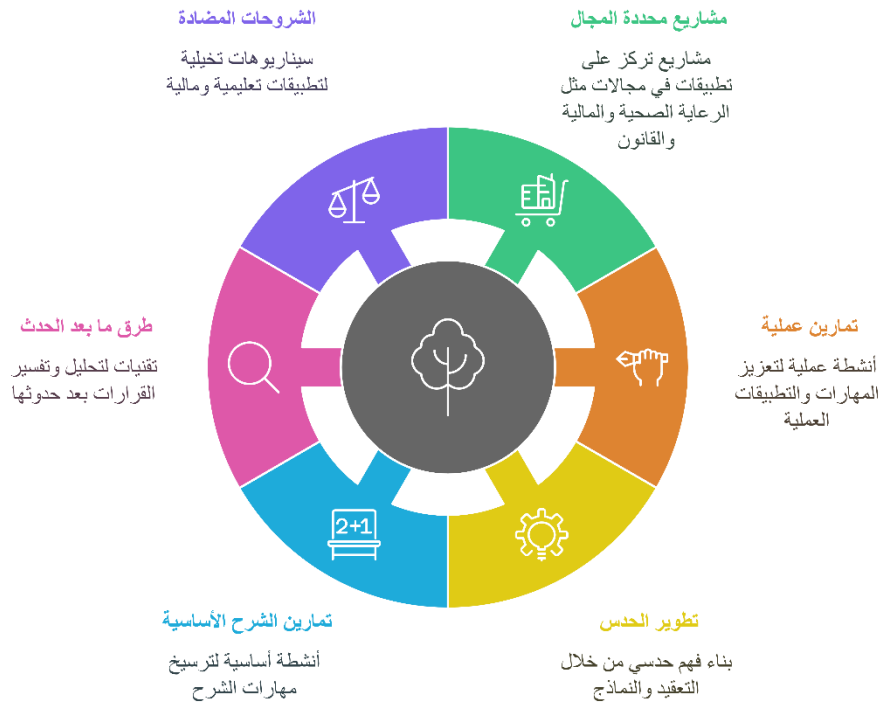 مشاريع محددة المجال
مشاريع تركز على
تطبيقات في مجالات مثل
الرعاية الصحية والمالية
والقانون
الشروحات المضادة
سيناريوهات تخيلية
لتطبيقات تعليمية ومالية
تمارين عملية
أنشطة عملية لتعزيز
المهارات والتطبيقات
العملية
طرق ما بعد الحدث
تقنيات لتحليل وتفسير
القرارات بعد حدوثها
2+1
تطوير الحدس
بناء فهم حدسي من خلال
التعقيد والنماذج
تمارين الشرح الأساسية
أنشطة أساسية لترسيخ
مهارات الشرح